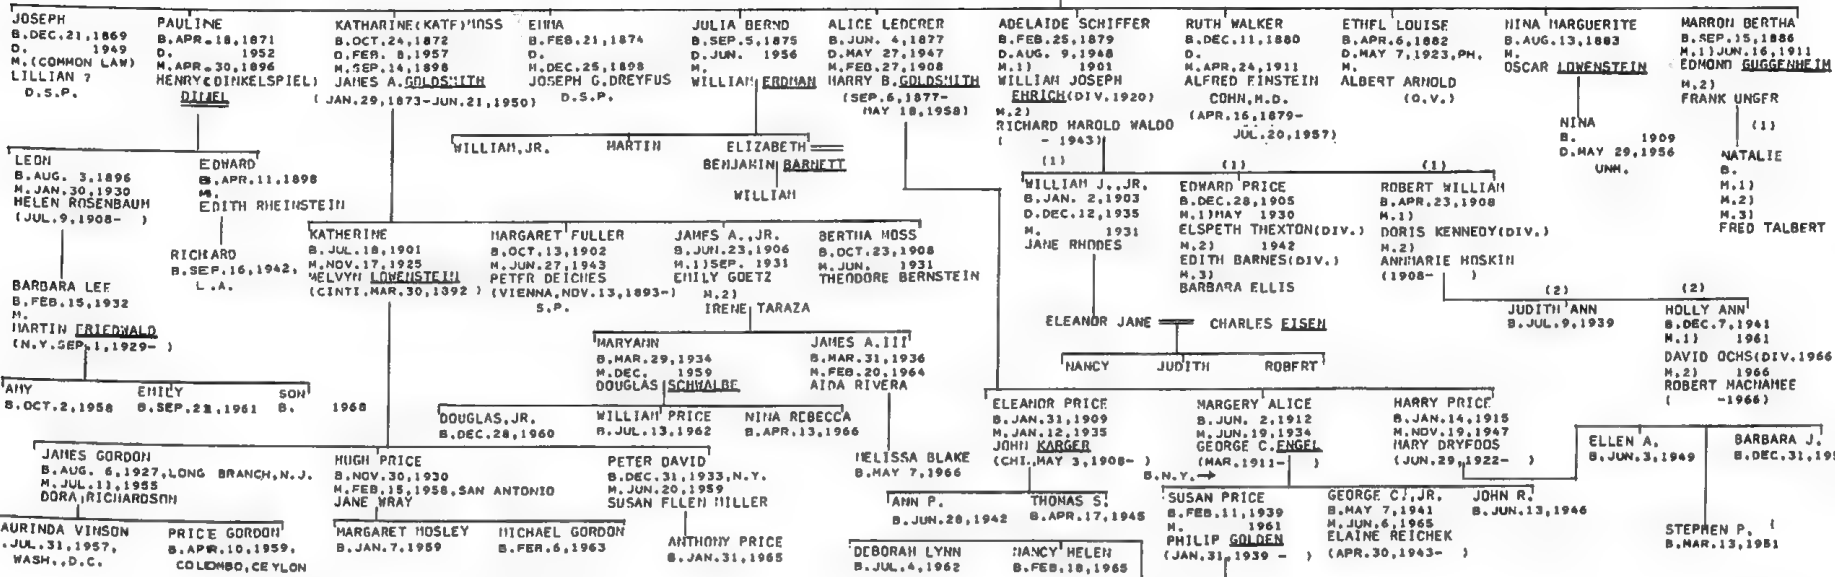 JOSEPH
B.DEC.21,1869
D. 1949
M.(COMMON LAW)
LILLIAN ?
D.S.P.
PAULINE
B.APR.18,1871
D. 1952
M.APR.30,1896
HENRY(DINKELSPIEL)
DIMEL
KATHARINE(KATE)MOSS
B.OCT.24,1872
D.FEB. 8,1957
M.SEP.14,1898
JAMES A.GOLDSMITH
(JAN.29,1873-JUN.21,1950)
EMMA
B.FEB.21,1874
D.
M.DEC.25,1898
JOSEPH G.DREYFUS
D.S.P.
JULIA BERND
B.SEP.5,1875
D.JUN. 1956
M.
WILLIAM ERDMAN
ALICE LEDERER
B.JUN. 4,1877
D.MAY 27,1947
M.FEB.27,1908
HARRY B.GOLDSMITH
(SEP.6,1877-
MAY 18,1958)
ADELAIDE SCHIFFER
B.FEB.25,1879
D.AUG. 9,1948
M.1) 1901
WILLIAM JOSEPH
EHRICH(DIV.1920)
M.2)
RICHARD HAROLD WALDO
( - 1943)
RUTH WALKER
B.DEC.11,1880
D.
M.APR.24,1911
ALFRED EINSTEIN
COHN,M.D.
(APR.16,1879-
JUL.20,1957)
ETHEL LOUISE
B.APR.6,1882
D.MAY 7,1923,PH.
M.
ALBERT ARNOLD
(O.V.)
NINA MARGUERITE
B.AUG.13,1883
D.
M.
OSCAR LOWENSTEIN
MARRON BERTHA
B.SEP.15,1886
M.1)JUN.16,1911
EDMOND GUGGENHEIM
M.2)
FRANK UNGER
WILLIAM,JR.
MARTIN
ELIZABETH
BENJAMIN BARNETT
WILLIAM
NINA
B. 1909
D.MAY 29,1956
UNM.
(1)
NATALIE
B.
M.1)
M.2)
M.3)
FRED TALBERT
LEON
B.AUG. 3,1896
M.JAN.30,1930
HELEN ROSENBAUM
(JUL.9,1908- )
EDWARD
B.APR.11,1898
M.
EDITH RHEINSTEIN
RICHARD
B.SEP.16,1942,
L.A.
KATHERINE
B.JUL.18,1901
M.NOV.17,1925
MELVYN LOWENSTEIN
(CINTI,MAR.30,1892 )
MARGARET FULLER
B.OCT.13,1902
M.JUN.27,1943
PETER DEICHES
(VIENNA,NOV.13,1893-)
S.P.
JAMES A.,JR.
B.JUN.23,1906
M.1)SEP. 1931
EMILY GOETZ
M.2)
IRENE TARAZA
BERTHA MOSS
B.OCT.23,1908
M.JUN. 1931
THEODORE BERNSTEIN
(1)
WILLIAM J.,JR.
B.JAN. 2,1903
D.DEC.12,1935
M. 1931
JANE RHODES
(1)
EDWARD PRICE
B.DEC.28,1905
M.1)MAY 1930
ELSPETH THEXTON(DIV.)
M.2) 1942
EDITH BARNES(DIV.)
M.3)
BARBARA ELLIS
(1)
ROBERT WILLIAM
B.APR.23,1908
M.1)
DORIS KENNEDY(DIV.)
M.2)
ANNMARIE HOSKIN
(1908- )
BARBARA LEE
B.FEB.15,1932
M.
MARTIN FRIEDWALD
(N.Y.SEP.1,1929- )
ELEANOR JANE
CHARLES EISEN
NANCY
JUDITH
ROBERT
(2)
JUDITH ANN
B.JUL.9,1939
(2)
HOLLY ANN
B.DEC.7,1941
M.1) 1961
DAVID OCHS(DIV.1966
M.2) 1966
ROBERT MACNAMEE
( -1966)
MARYANN
B.MAR.29,1934
M.DEC. 1959
DOUGLAS SCHWALBE
JAMES A.III
B.MAR.31,1936
M.FEB.20,1964
AIDA RIVERA
AMY
B.OCT.2,1958
EMILY
B.SEP.21,1961
SON
B. 1968
DOUGLAS,JR.
B.DEC.28,1960
WILLIAM PRICE
B.JUL.13,1962
NINA REBECCA
B.APR.13,1966
MELISSA BLAKE
B.MAY 7,1966
ELEANOR PRICE
B.JAN.31,1909
M.JAN.12,1935
JOHN KARGER
(CHI.,MAY 3,1908- )
MARGERY ALICE
B.JUN. 2,1912
M.JUN.19,1934
GEORGE C.ENGEL
(MAR.1911- )
HARRY PRICE
B.JAN.14,1915
M.NOV.19,1947
MARY DRYFOOS
(JUN.29,1922- )
ELLEN A.
B.JUN.3,1949
BARBARA J.
B.DEC.31,19
STEPHEN P.
B.MAR.13,1951
JAMES GORDON
B.AUG. 6,1927,LONG BRANCH,N.J.
M.JUL.11,1955
DORA RICHARDSON
HUGH PRICE
B.NOV.30,1930
M.FEB.15,1958,SAN ANTONIO
JANE WRAY
PETER DAVID
B.DEC.31,1933,N.Y.
M.JUN.20,1959
SUSAN ELLEN MILLER
B.N.Y.
ANN P.
B.JUN.28,1942
THOMAS S.
B.APR.17,1945
SUSAN PRICE
B.FEB.11,1939
M. 1961
PHILIP GOLDEN
(JAN.31,1939 - )
GEORGE C.,JR.
B.MAY 7,1941
M.JUN.6,1965
ELAINE REICHEK
(APR.30,1943- )
JOHN R.
B.JUN.13,1946
AURINDA VINSON
.JUL.31,1957,
WASH.,D.C.
PRICE GORDON
B.APR.10,1959,
COLOMBO,CEYLON
MARGARET MOSLEY
B.JAN.7,1959
MICHAEL GORDON
B.FEB.6,1963
ANTHONY PRICE
B.JAN.31,1965
DEBORAH LYNN
B.JUL.4,1962
NANCY HELEN
B.FEB.18,1965